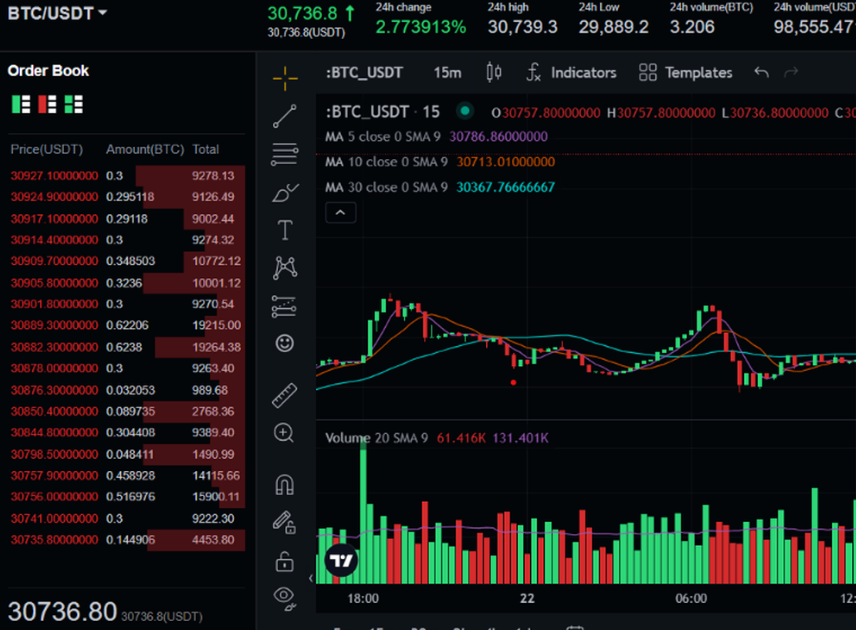 BTC/USDT
30,736.8 ↑
30,736.8(USDT)
24h change
2.773913%
24h high
30,739.3
24h Low
29,889.2
24h volume(BTC)
3.206
24h volume(USD
98,555.47
Order Book
Price(USDT) Amount(BTC) Total
30927.10000000 0.3 9278.13
30924.90000000 0.295118 9126.49
30917.10000000 0.29118 9002.44
30914.40000000 0.3 9274.32
30909.70000000 0.348503 10772.12
30905.80000000 0.3236 10001.12
30901.80000000 0.3 9270.54
30889.30000000 0.62206 19215.00
30882.30000000 0.6238 19264.38
30878.00000000 0.3 9263.40
30876.30000000 0.032053 989.68
30850.40000000 0.089735 2768.36
30844.80000000 0.304408 9389.40
30798.50000000 0.048411 1490.99
30757.90000000 0.458928 14115.66
30756.00000000 0.516976 15900.11
30741.00000000 0.3 9222.30
30735.80000000 0.144906 4453.80
30736.80 30736.8(USDT)
:BTC_USDT 15m Indicators Templates
:BTC_USDT · 15 O30757.80000000 H30757.80000000 L30736.80000000 C30
MA 5 close 0 SMA 9 30786.86000000
MA 10 close 0 SMA 9 30713.01000000
MA 30 close 0 SMA 9 30367.76666667
Volume 20 SMA 9 61.416K 131.401K
18:00 22 06:00 12: